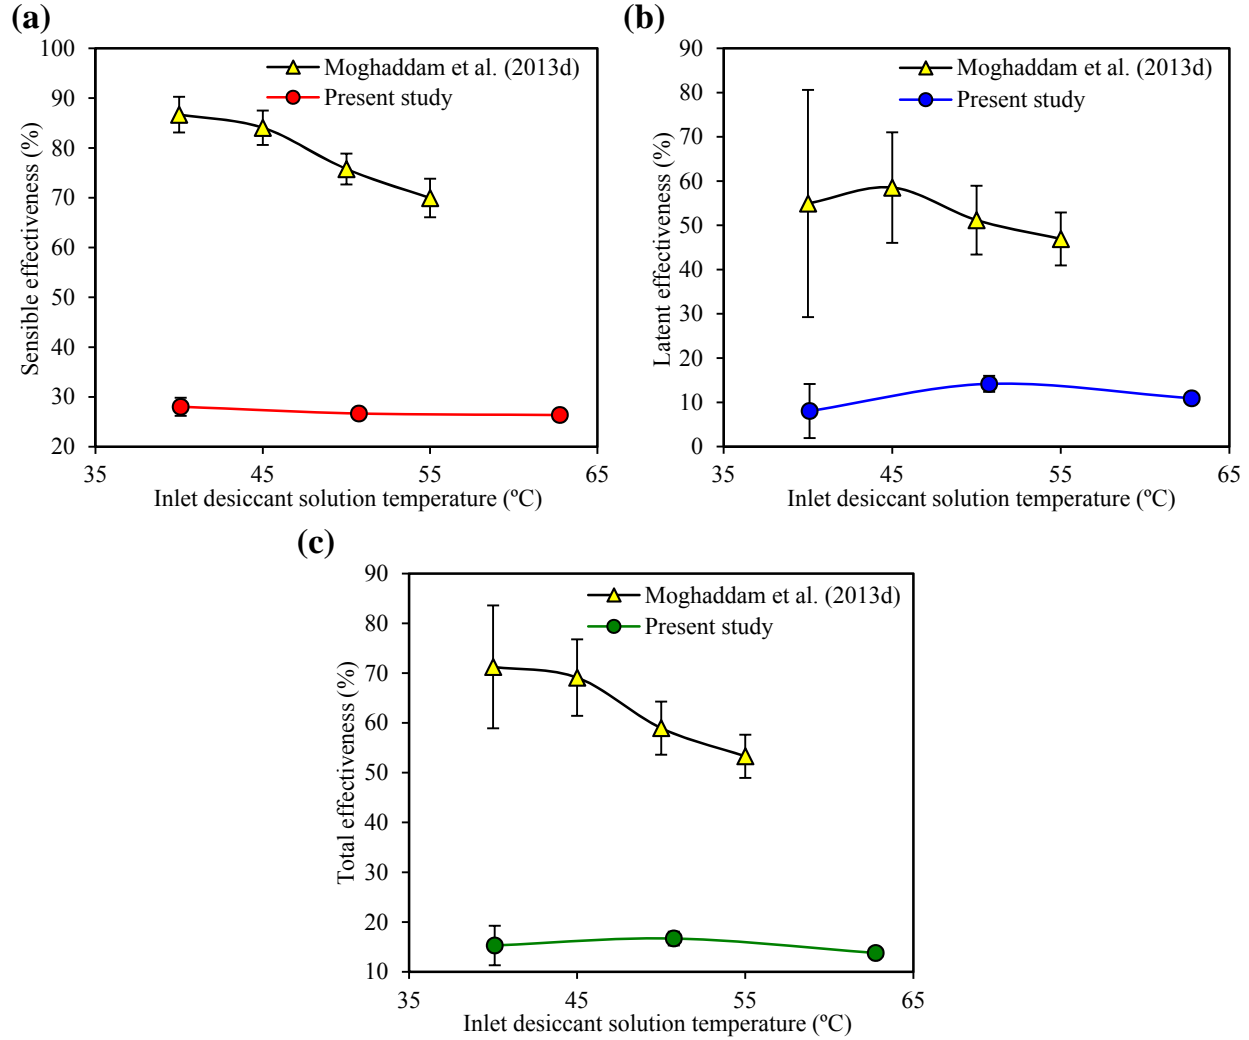 (a)
100
90
80
70
60
50
40
30
20
35
45
55
65
Sensible effectiveness (%)
Inlet desiccant solution temperature (ºC)
Moghaddam et al. (2013d)
Present study
(b)
90
80
70
60
50
40
30
20
10
0
35
45
55
65
Latent effectiveness (%)
Inlet desiccant solution temperature (ºC)
Moghaddam et al. (2013d)
Present study
(c)
90
80
70
60
50
40
30
20
10
35
45
55
65
Total effectiveness (%)
Inlet desiccant solution temperature (ºC)
Moghaddam et al. (2013d)
Present study